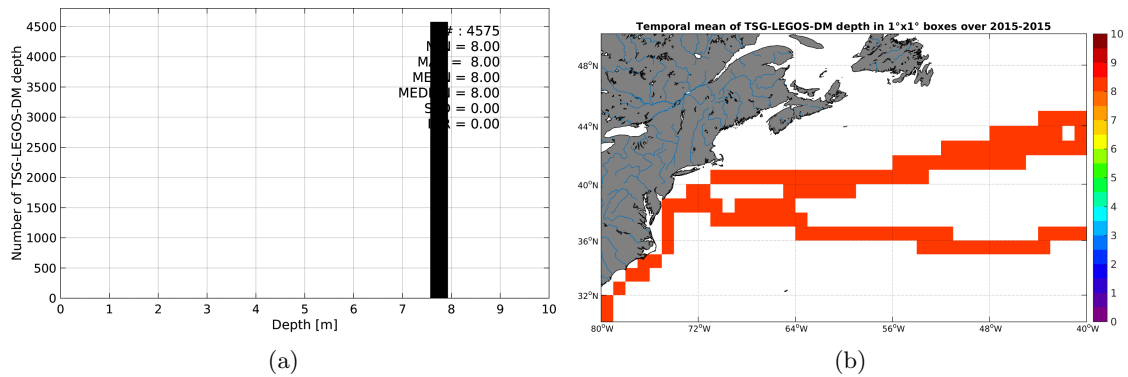 4500
4000
3500
3000
2500
2000
1500
1000
500
0
Number of TSG-LEGOS-DM depth
# : 4575
= 8.00
= 8.00
= 8.00
= 8.00
= 0.00
= 0.00
0 1 2 3 4 5 6 7 8 9 10
Depth [m]
(a)
Temporal mean of TSG-LEGOS-DM depth in 1°x1° boxes over 2015-2015
48°N
44°N
40°N
36°N
32°N
80°W 72°W 64°W 56°W 48°W 40°W
10
9
8
7
6
5
4
3
2
1
0
(b)